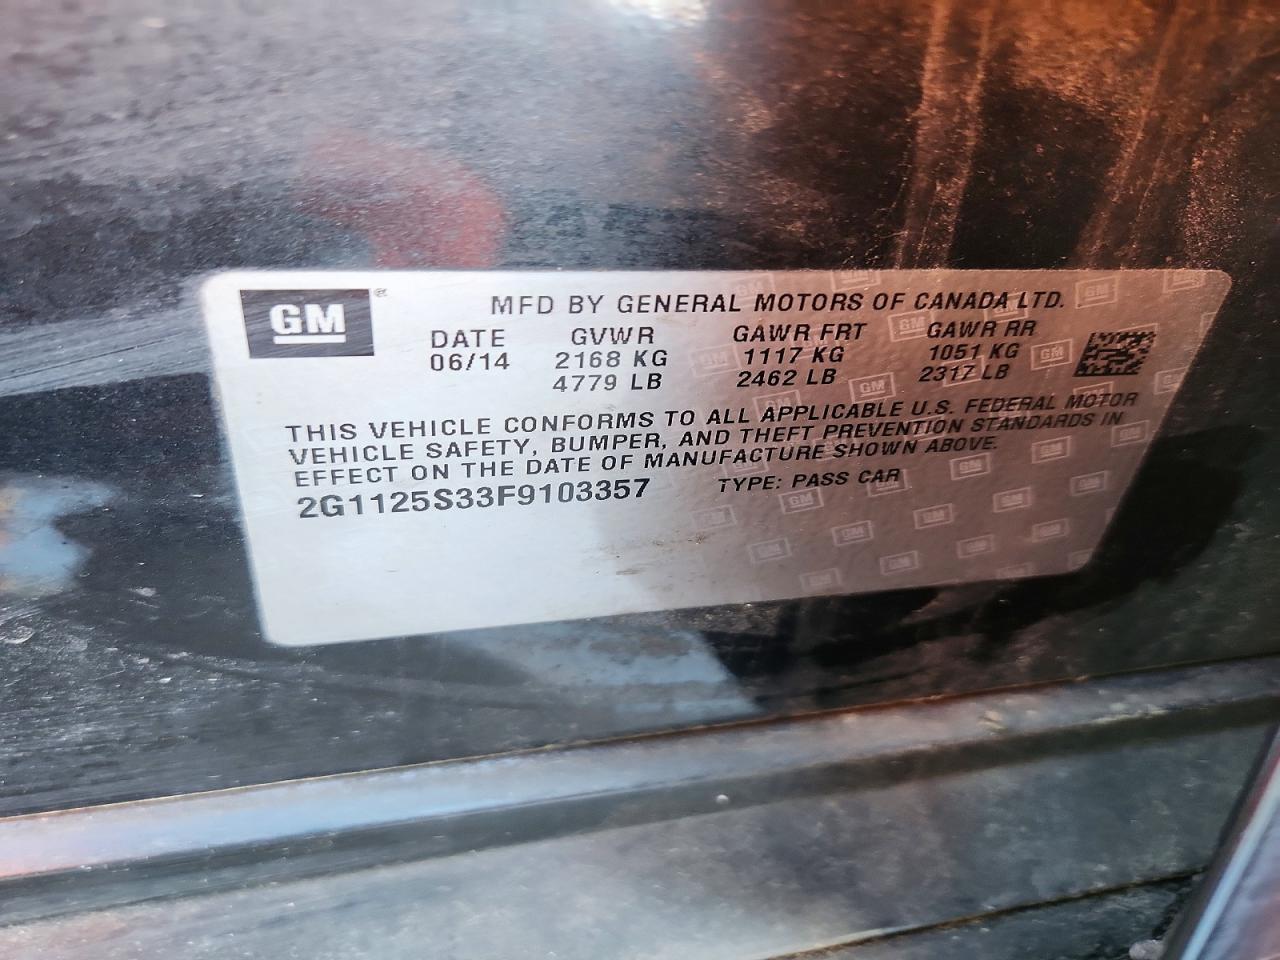 GM®
MFD BY GENERAL MOTORS OF CANADA LTD.
DATE GVWR GAWR FRT GAWR RR
06/14 2168 KG 1117 KG 1051 KG
4779 LB 2462 LB 2317 LB
THIS VEHICLE CONFORMS TO ALL APPLICABLE U.S. FEDERAL MOTOR
VEHICLE SAFETY, BUMPER, AND THEFT PREVENTION STANDARDS IN
EFFECT ON THE DATE OF MANUFACTURE SHOWN ABOVE.
2G1125S33F9103357 TYPE: PASS CAR